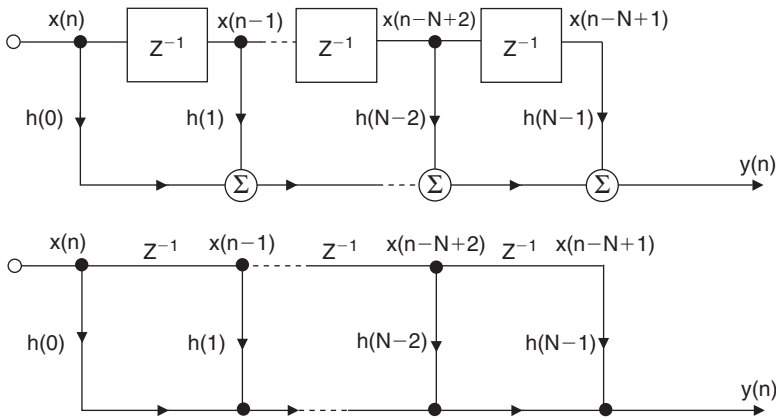 x(n) x(n−1) x(n−N+2) x(n−N+1)
Z⁻¹ Z⁻¹ Z⁻¹
h(0) h(1) h(N−2) h(N−1)
Σ Σ Σ y(n)
x(n) Z⁻¹ x(n−1) Z⁻¹ x(n−N+2) Z⁻¹ x(n−N+1)
h(0) h(1) h(N−2) h(N−1)
y(n)